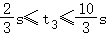 2/3 s ⩽ t₃ ⩽ 10/3 s